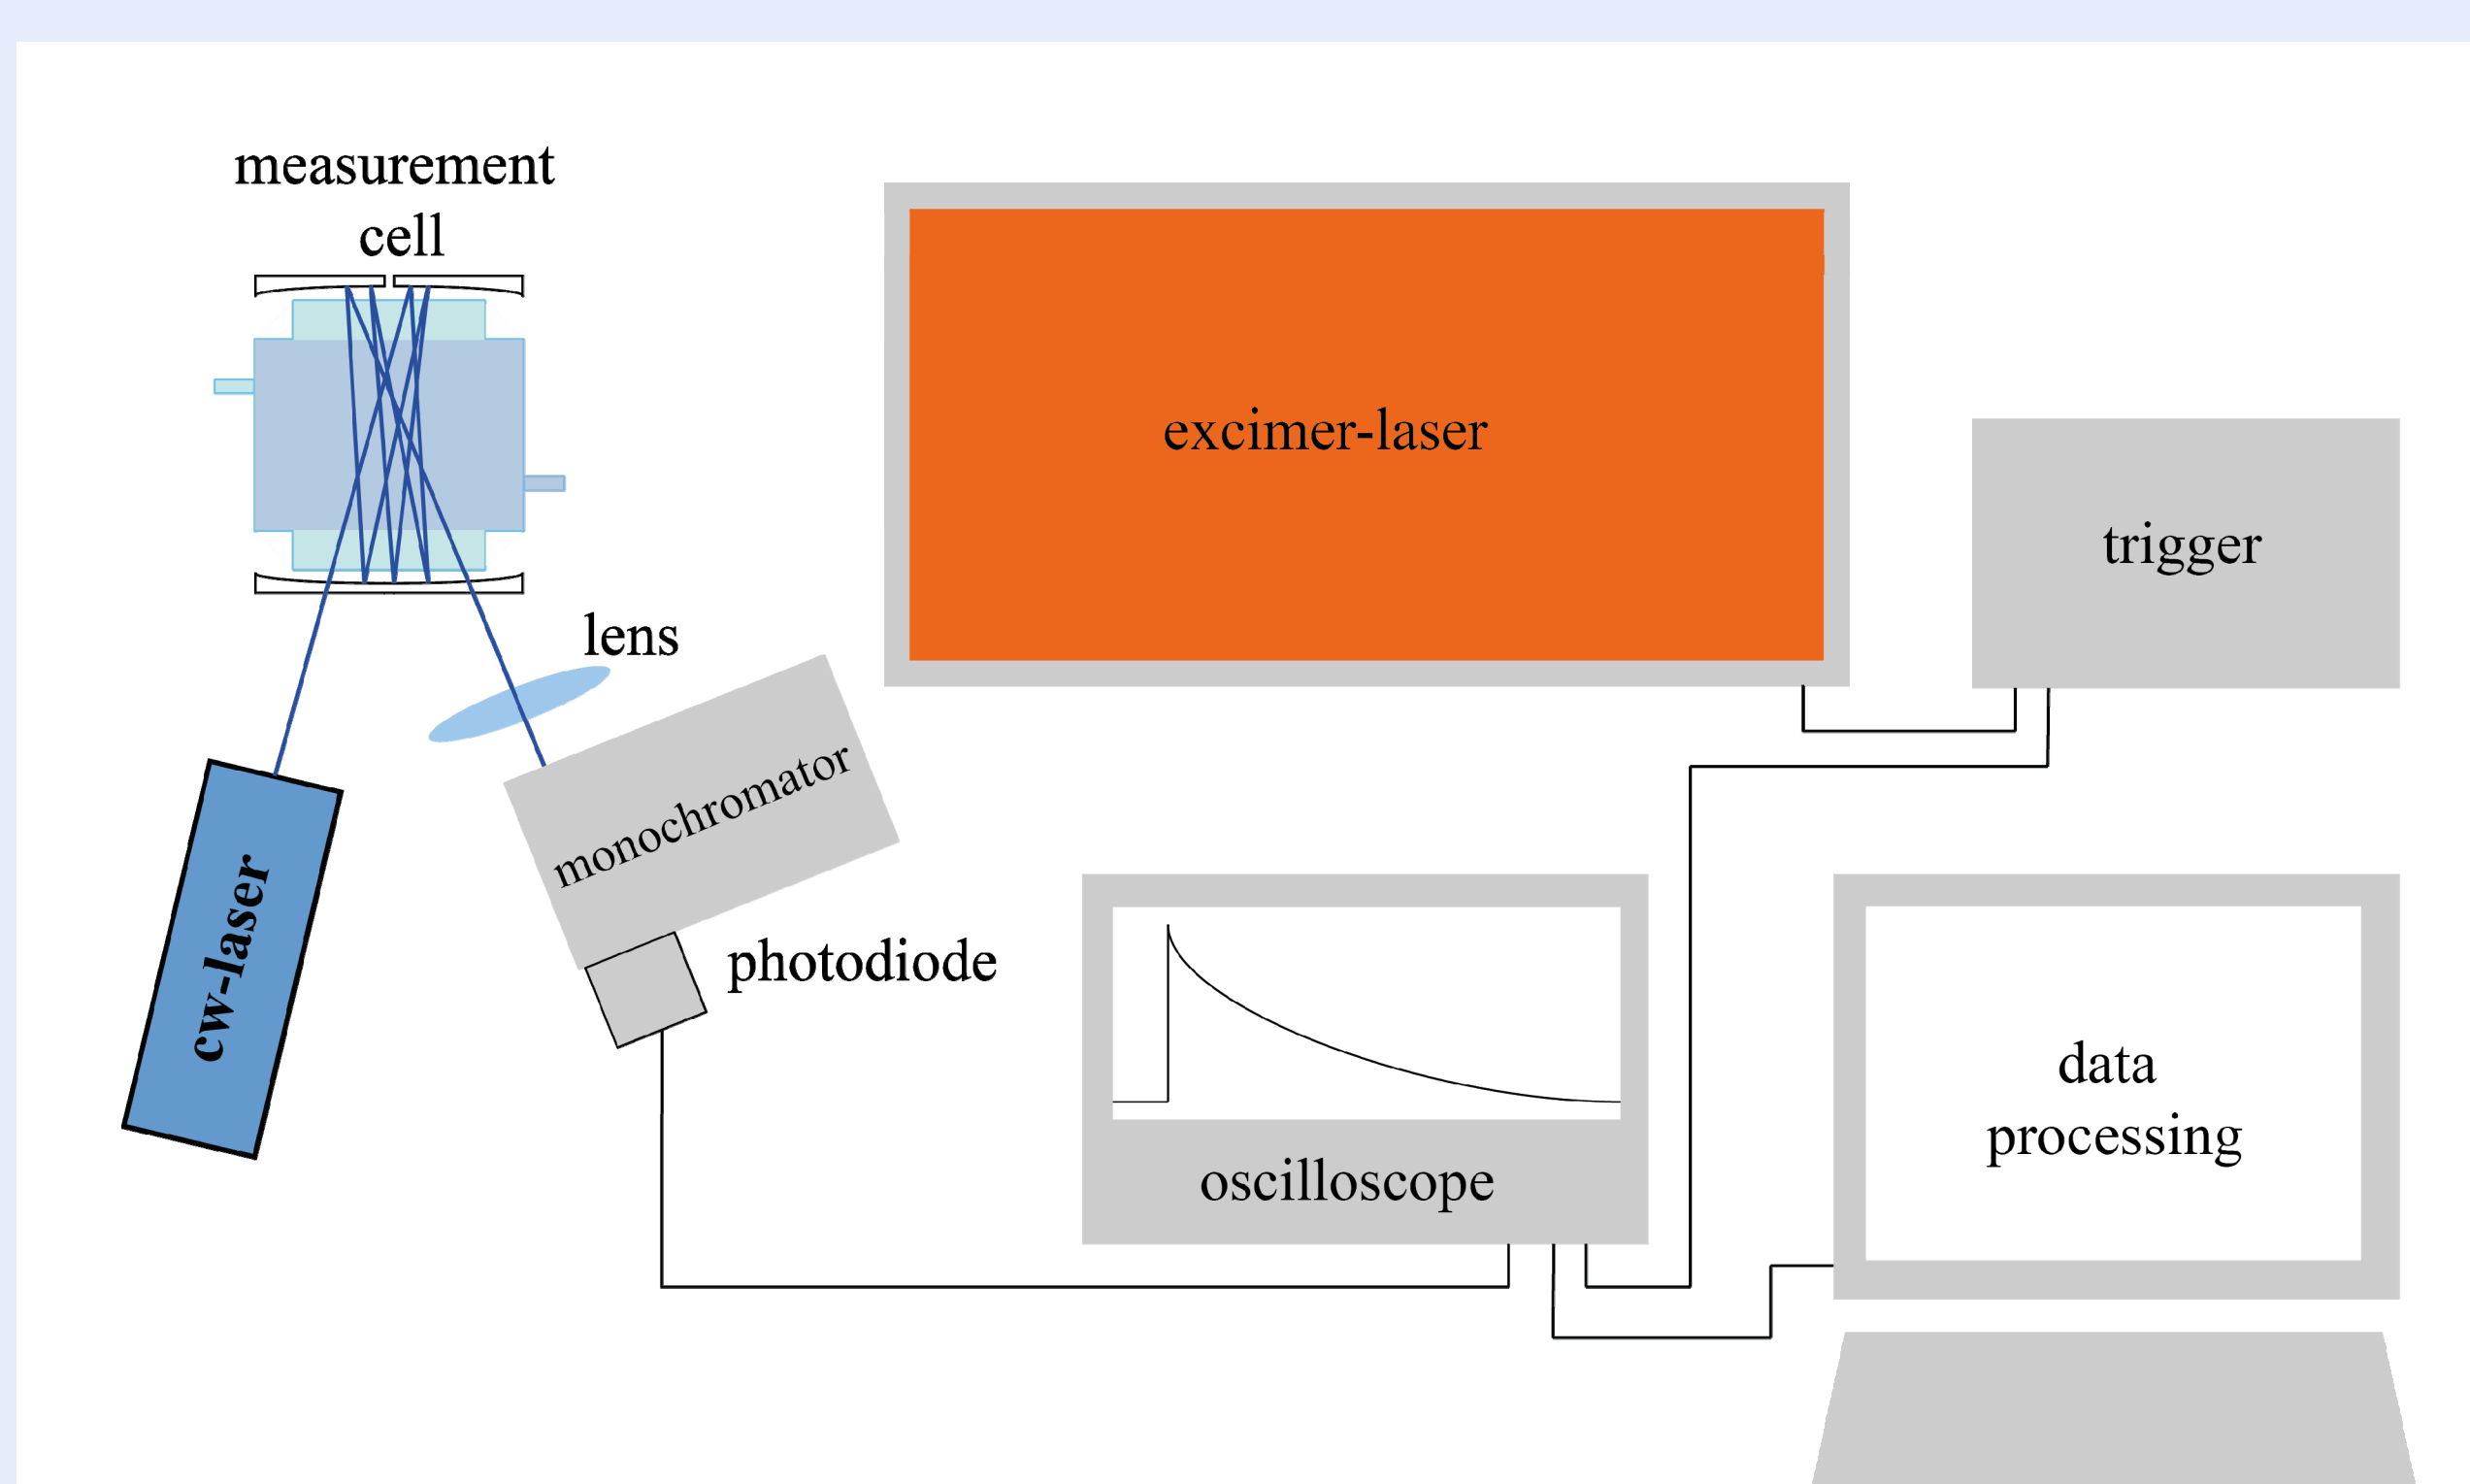 measurement
cell
excimer-laser
trigger
lens
monochromator
cw-laser
photodiode
oscilloscope
data
processing